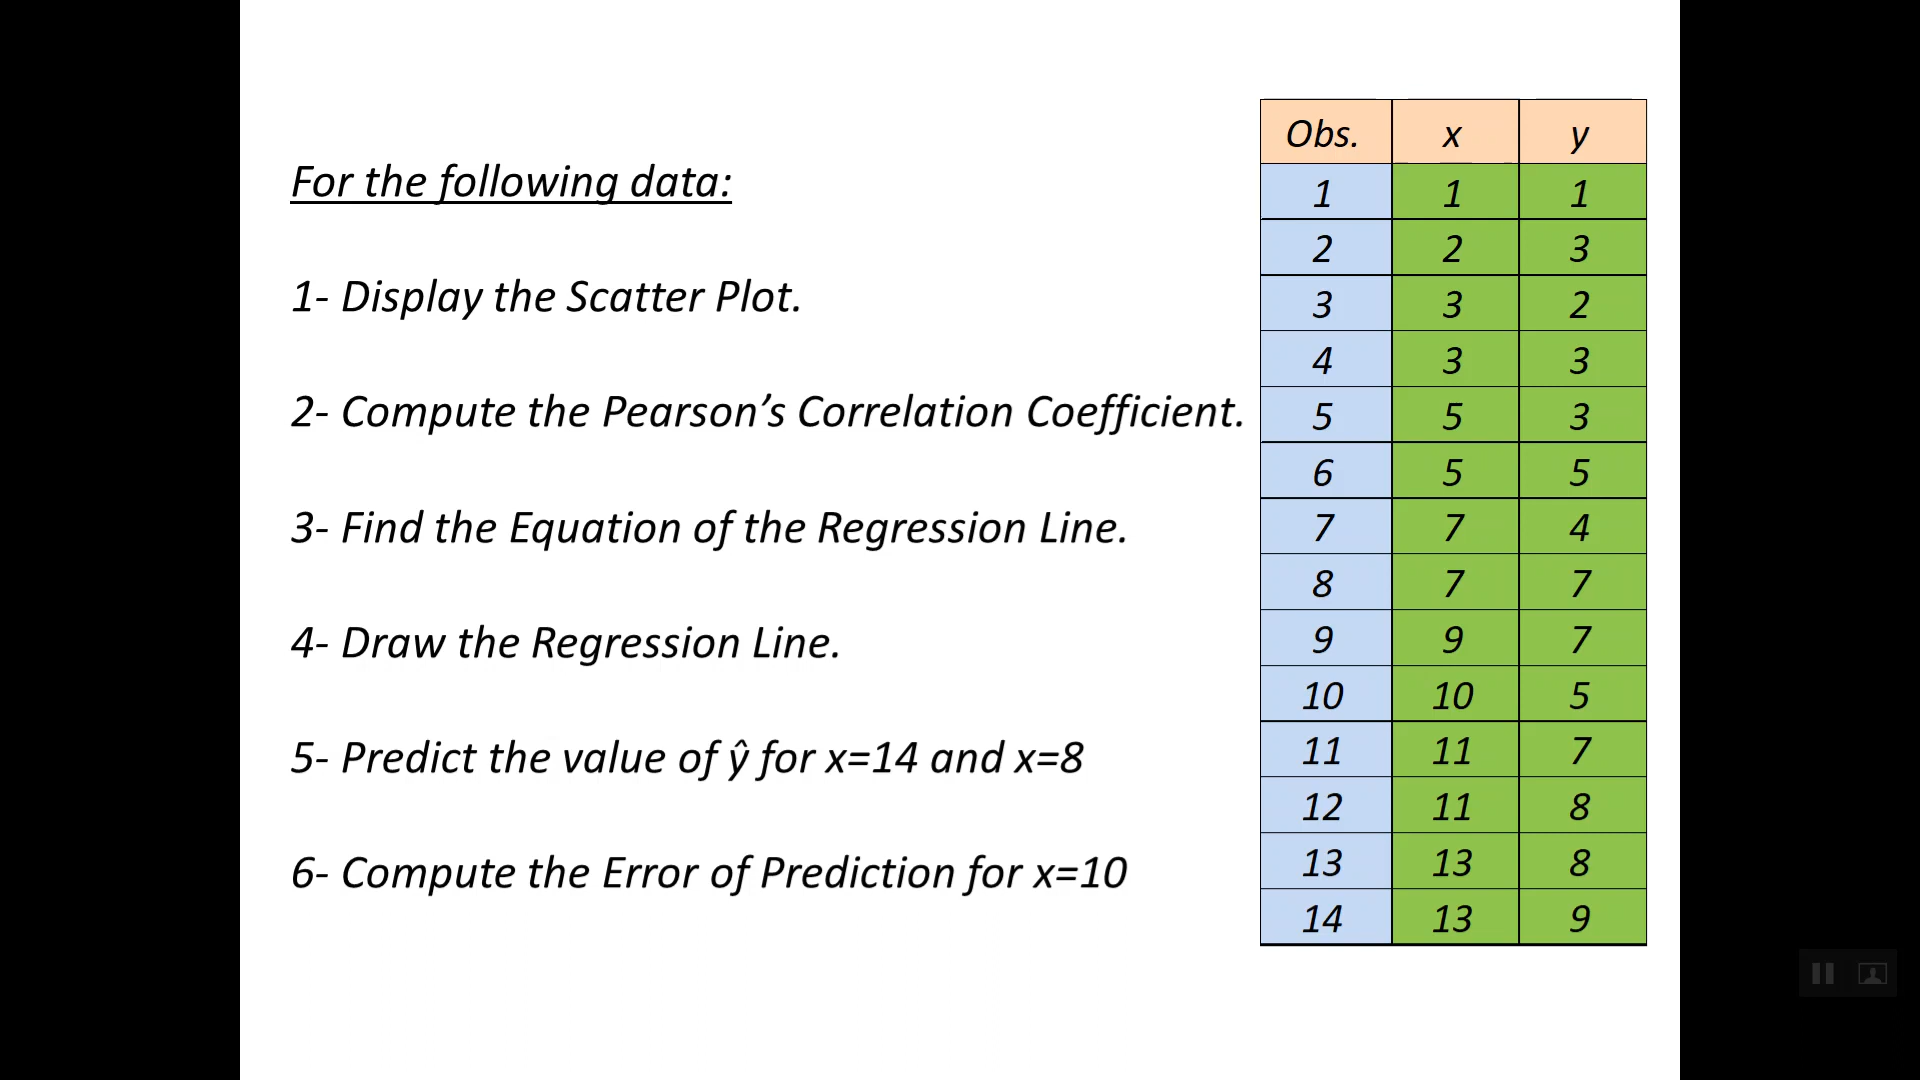 For the following data:
1- Display the Scatter Plot.
2- Compute the Pearson’s Correlation Coefficient.
3- Find the Equation of the Regression Line.
4- Draw the Regression Line.
5- Predict the value of ŷ for x=14 and x=8
6- Compute the Error of Prediction for x=10
Obs. x y
1 1 1
2 2 3
3 3 2
4 3 3
5 5 3
6 5 5
7 7 4
8 7 7
9 9 7
10 10 5
11 11 7
12 11 8
13 13 8
14 13 9